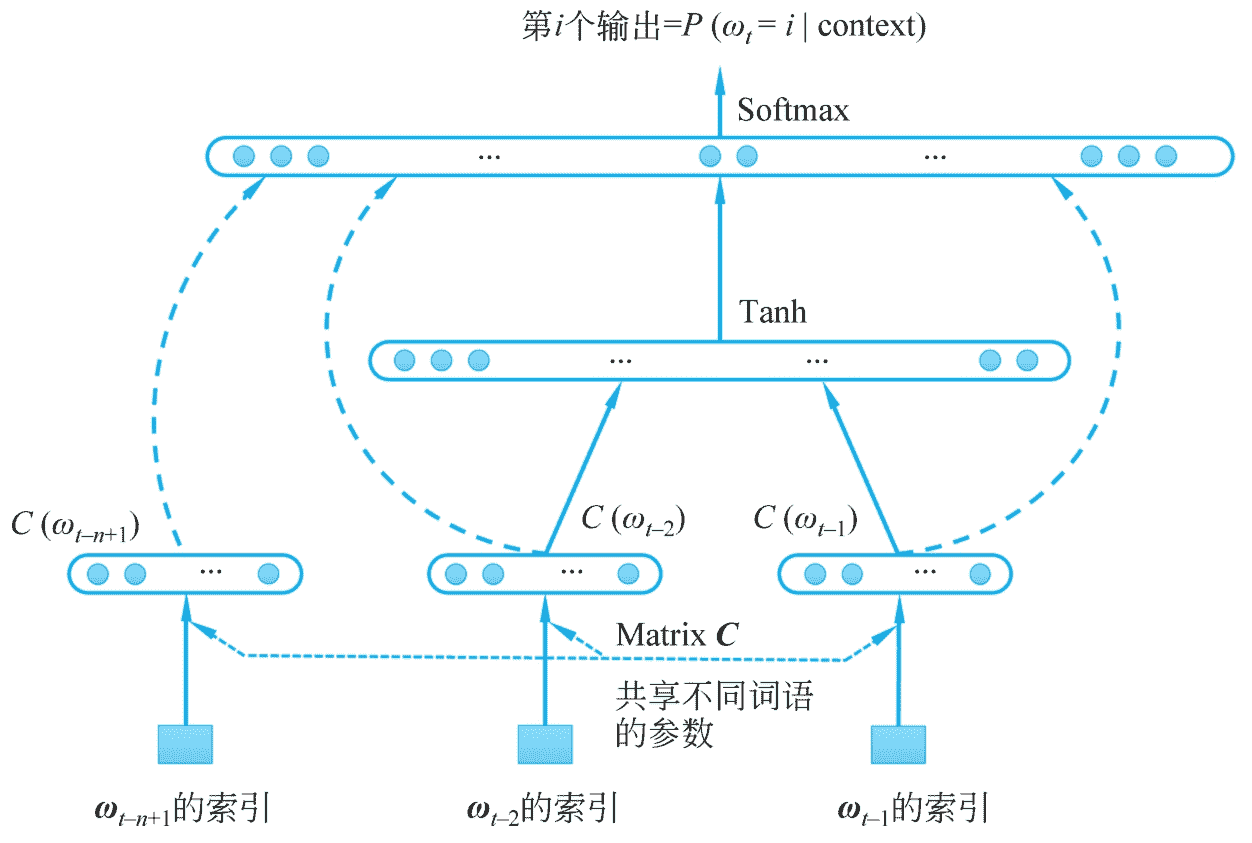 第i个输出=P (ωt = i | context)
Softmax
...
...
Tanh
...
...
C (ωt–n+1)
C (ωt–2)
C (ωt–1)
...
...
...
Matrix C
共享不同词语
的参数
ωt–n+1的索引
ωt–2的索引
ωt–1的索引